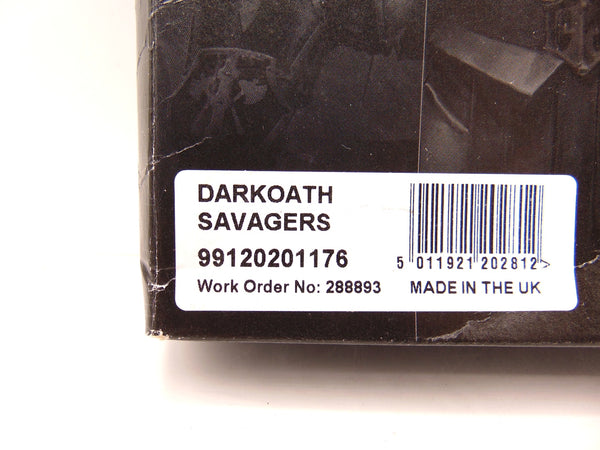 DARKOATH
SAVAGERS
99120201176
Work Order No: 288893
5 011921 202812>
MADE IN THE UK